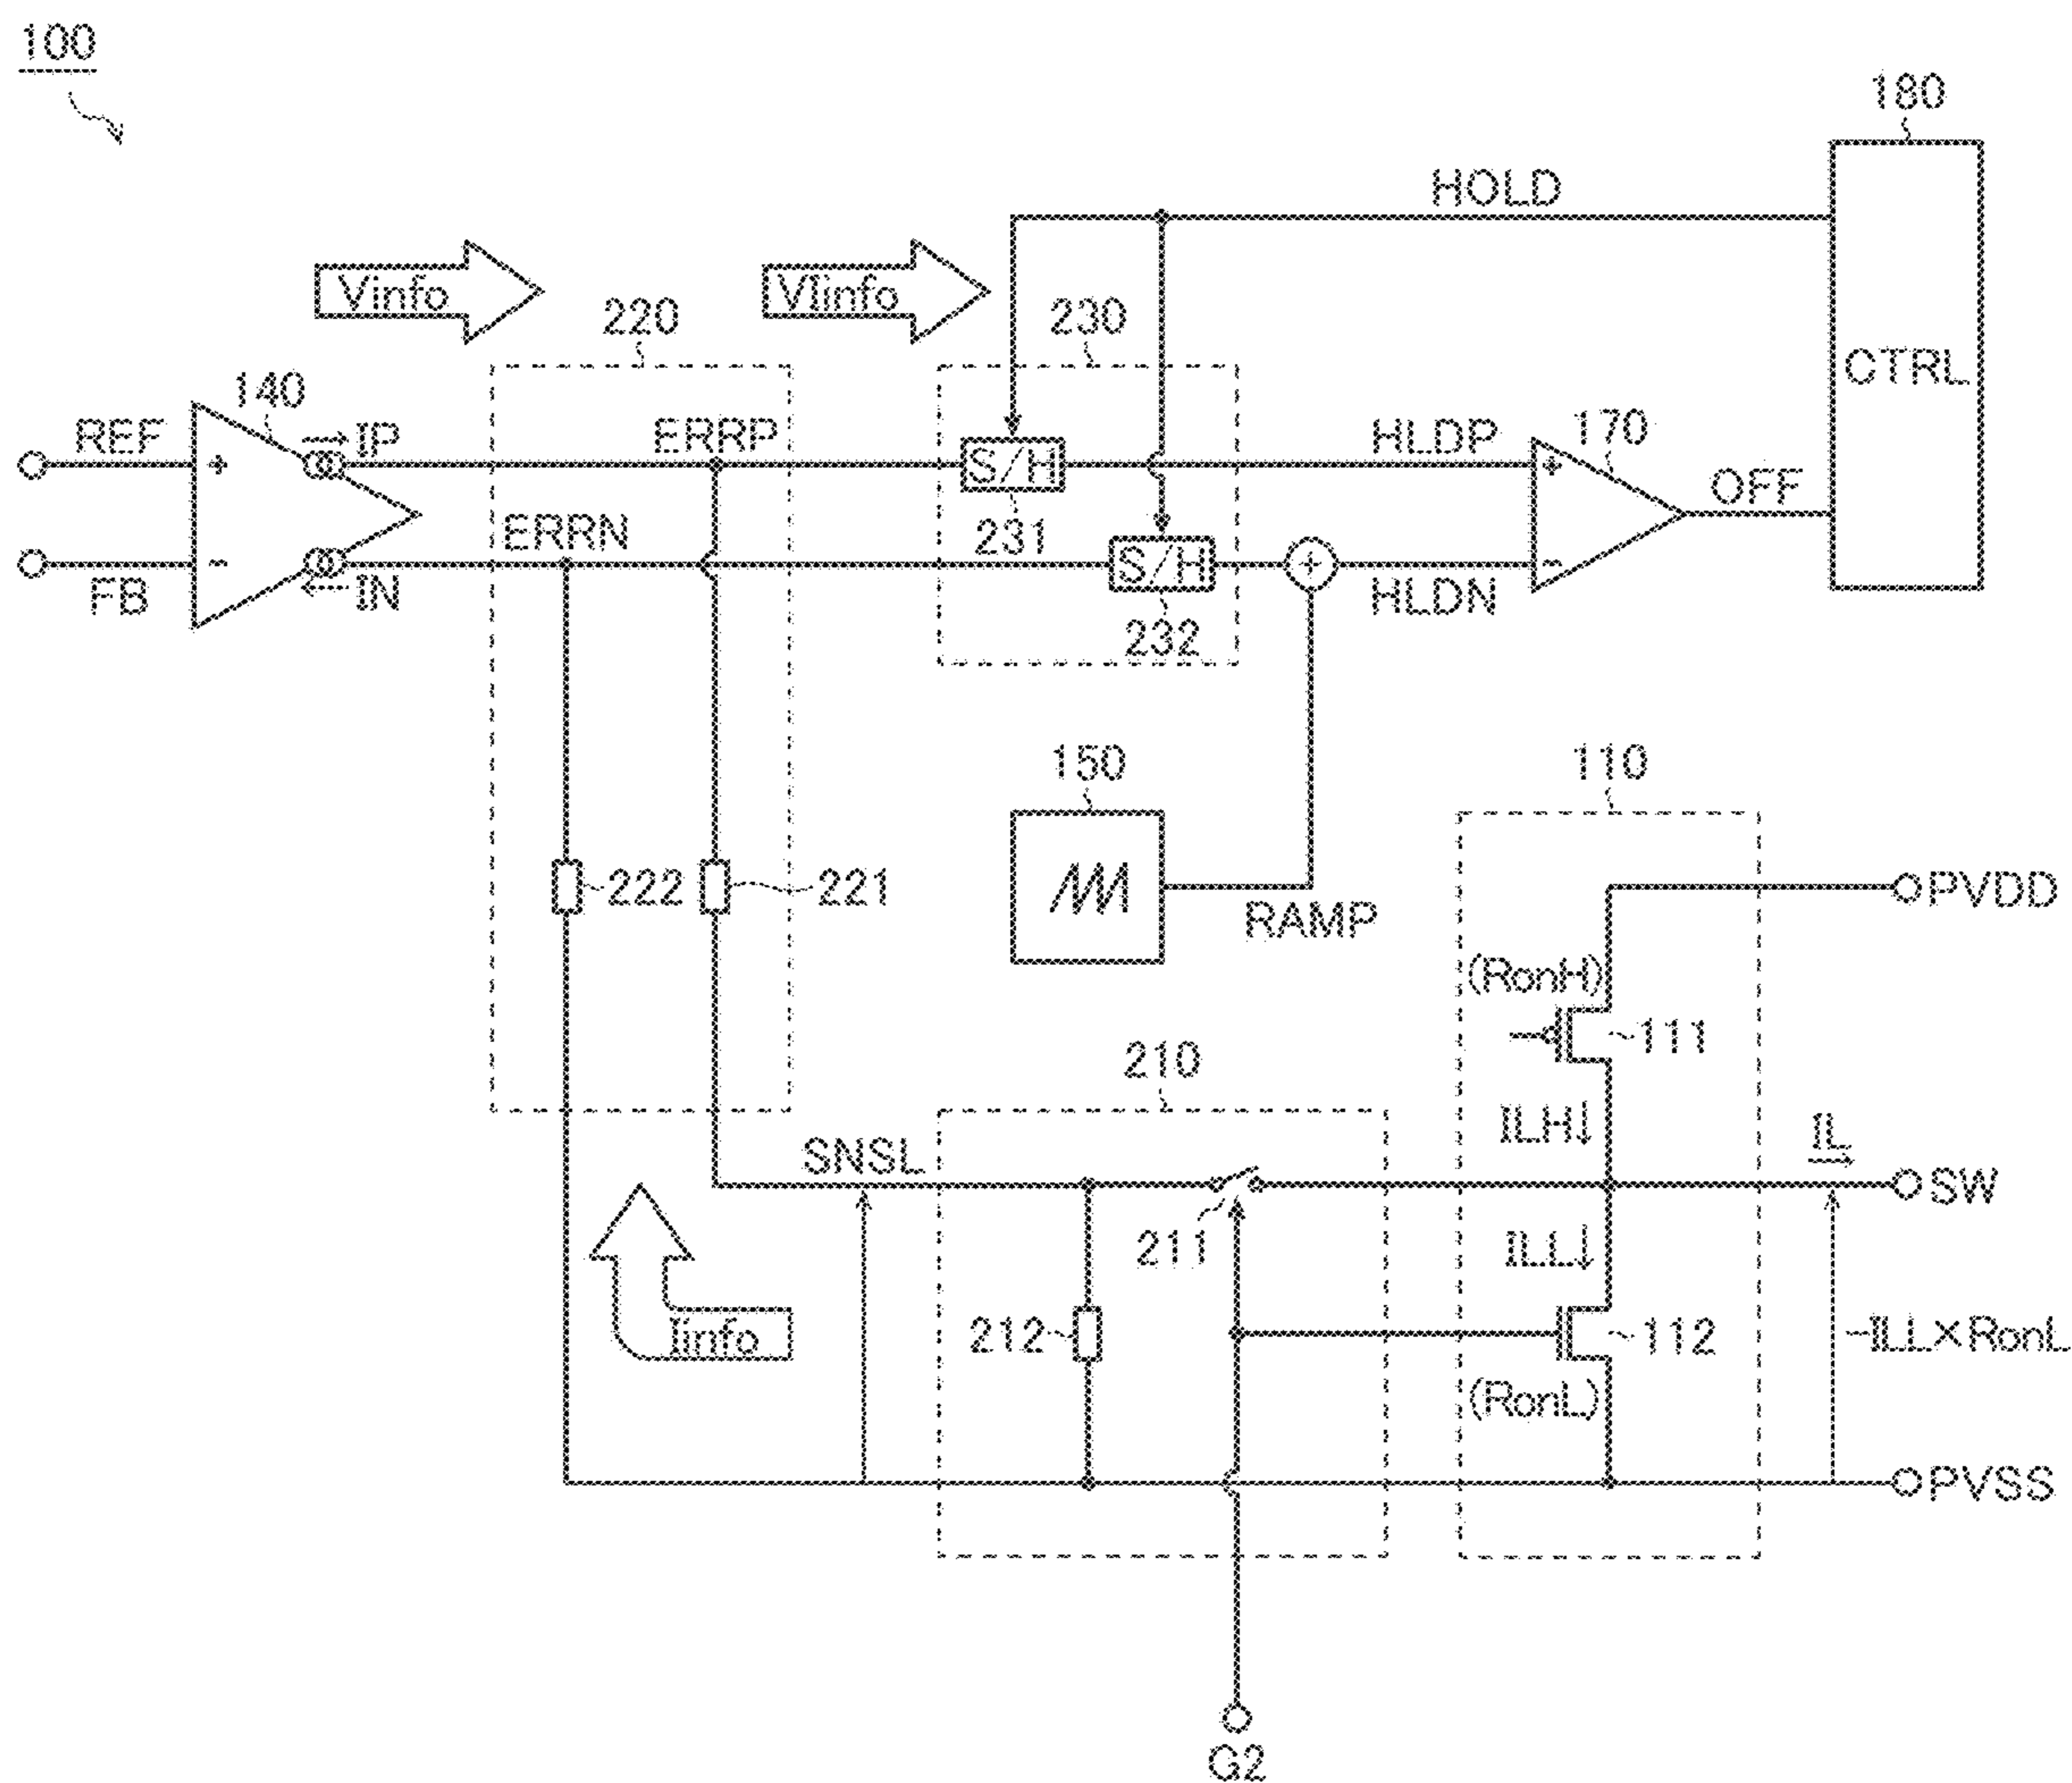 100
180
HOLD
Vinfo
VIinfo
220
230
CTRL
140
REF
IP
ERRP
S/H
HLDP
170
+
+
231
OFF
ERRN
-
S/H
+
-
FB
IN
HLDN
232
150
110
222
221
RAMP
PVDD
(RonH)
111
210
ILH↓
IL
SNSL
SW
211
ILL↓
Iinfo
212
112
-ILL×RonL
(RonL)
PVSS
G2